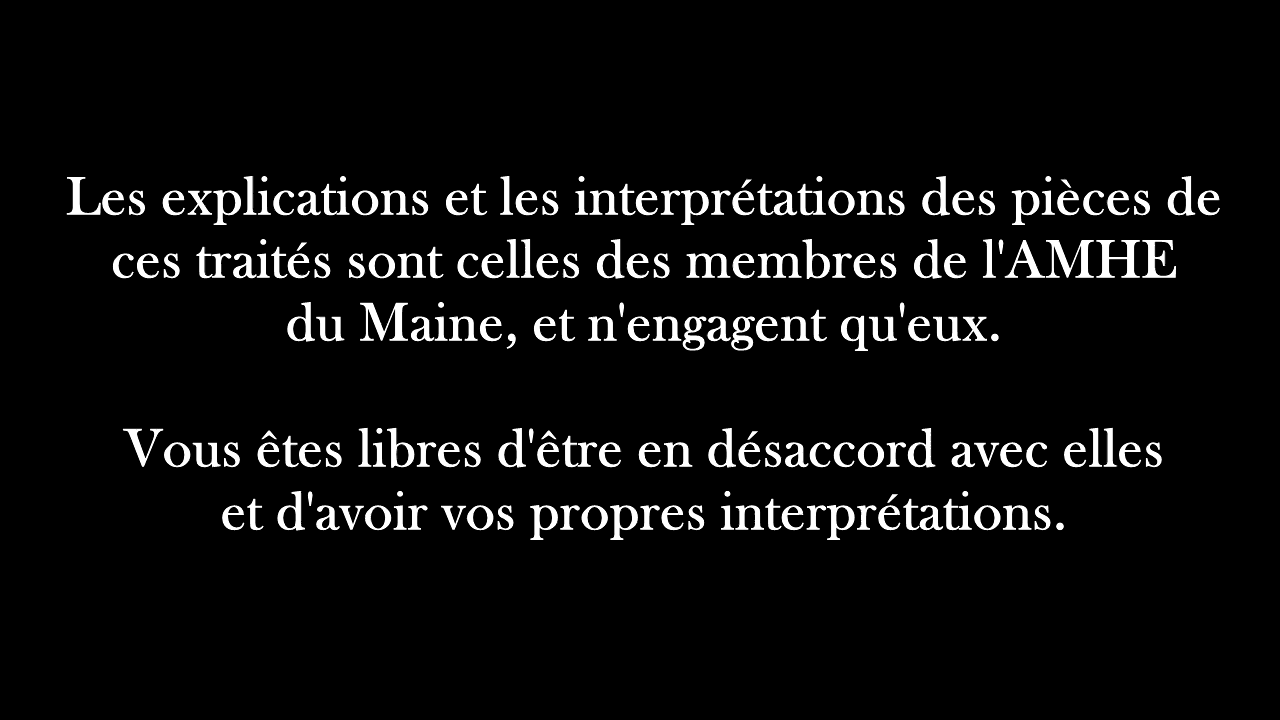 Les explications et les interprétations des pièces de
ces traités sont celles des membres de l'AMHE
du Maine, et n'engagent qu'eux.
Vous êtes libres d'être en désaccord avec elles
et d'avoir vos propres interprétations.